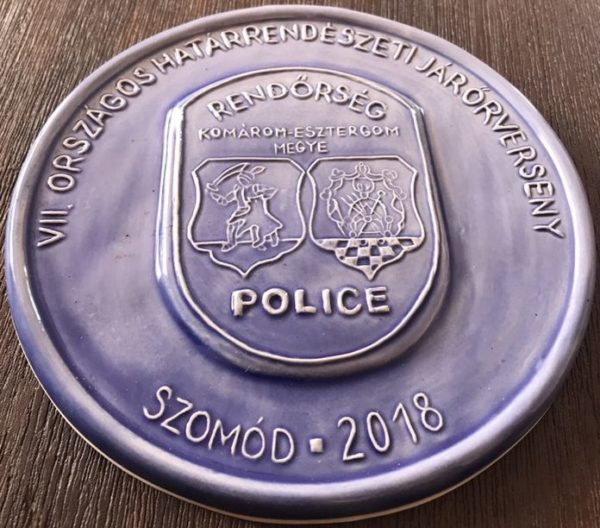 VII. ORSZÁGOS HATÁRRENDÉSZETI JÁRŐRVERSENY
RENDŐRSÉG
KOMÁROM-ESZTERGOM
MEGYE
POLICE
SZOMÓD · 2018